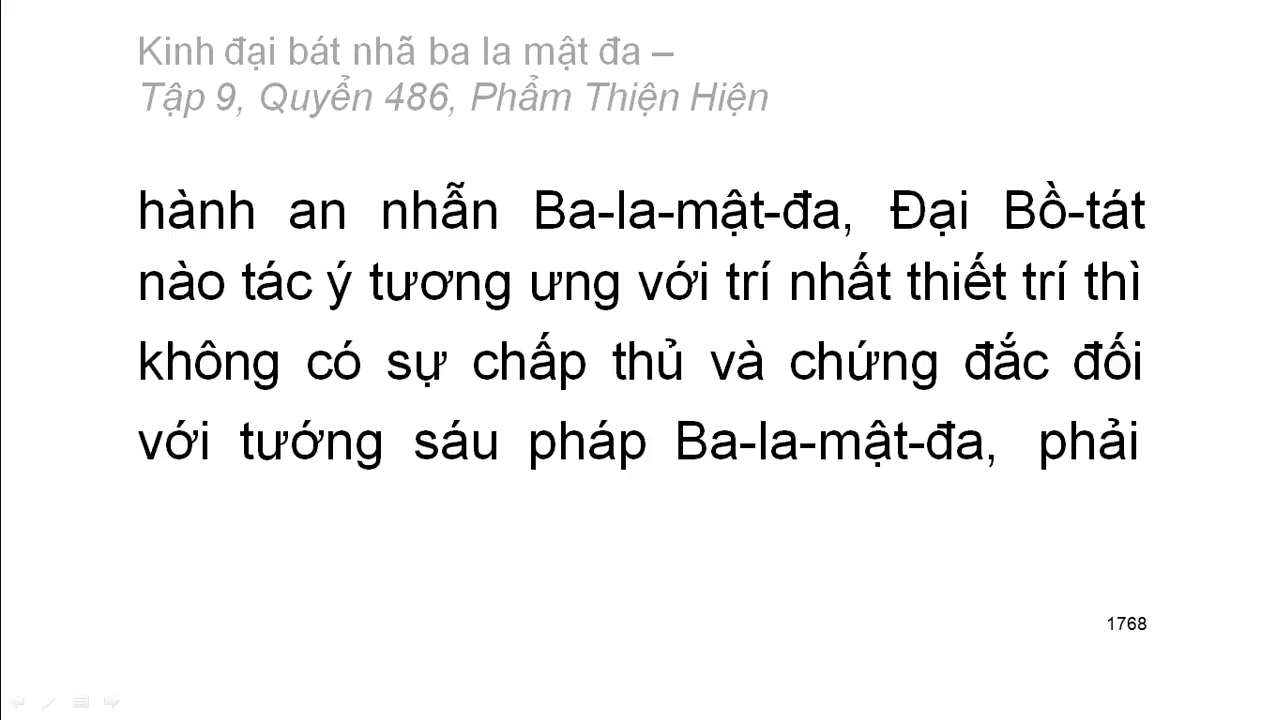 Kinh đại bát nhã ba la mật đa –
Tập 9, Quyển 486, Phẩm Thiện Hiện
hành an nhẫn Ba-la-mật-đa, Đại Bồ-tát
nào tác ý tương ưng với trí nhất thiết trí thì
không có sự chấp thủ và chứng đắc đối
với tướng sáu pháp Ba-la-mật-đa, phải
1768